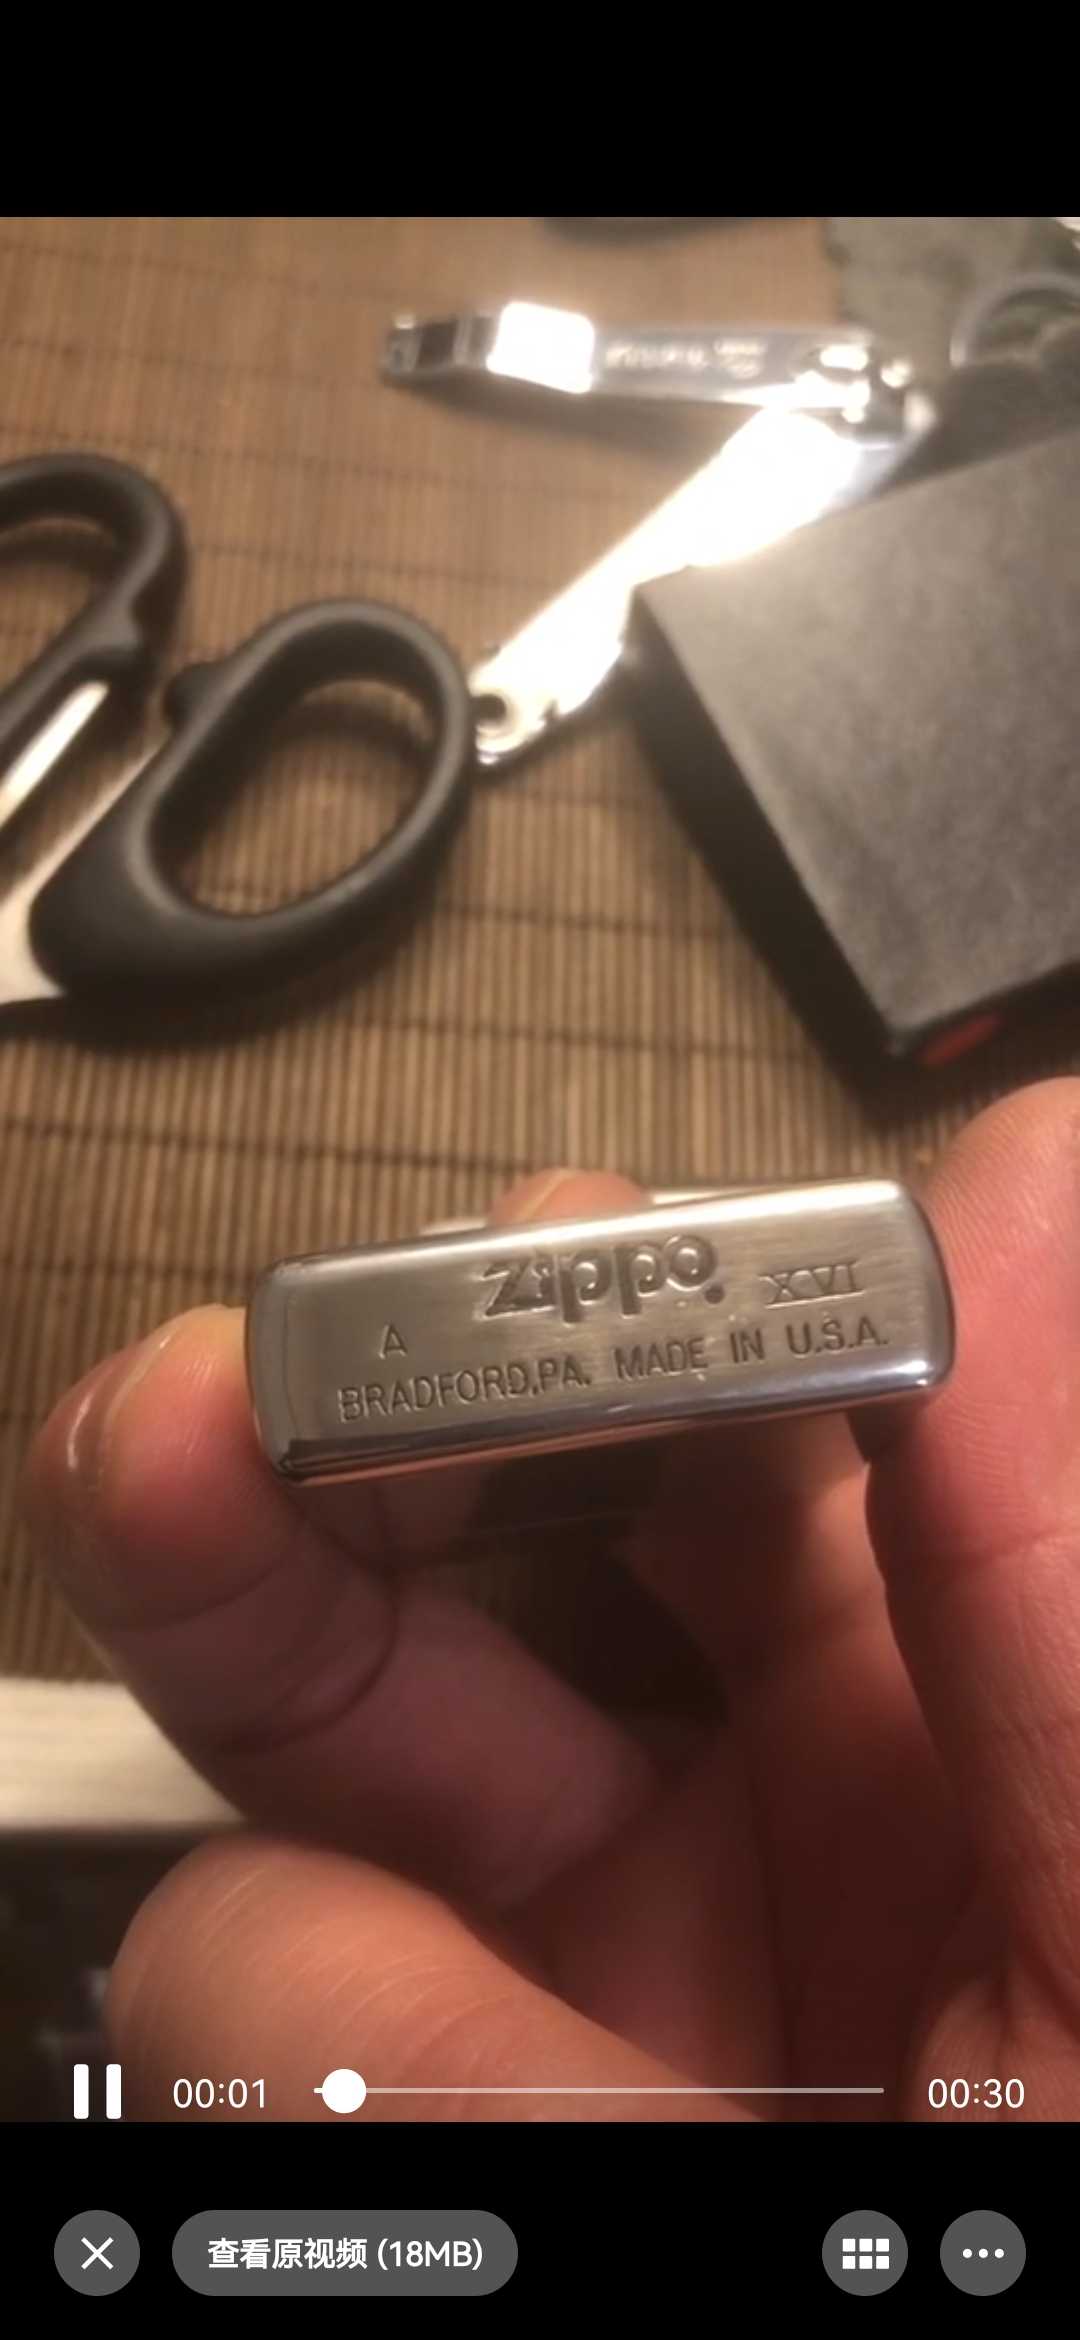 zippo
XVI
A
BRADFORD,PA. MADE IN U.S.A.
00:01
00:30
查看原视频 (18MB)